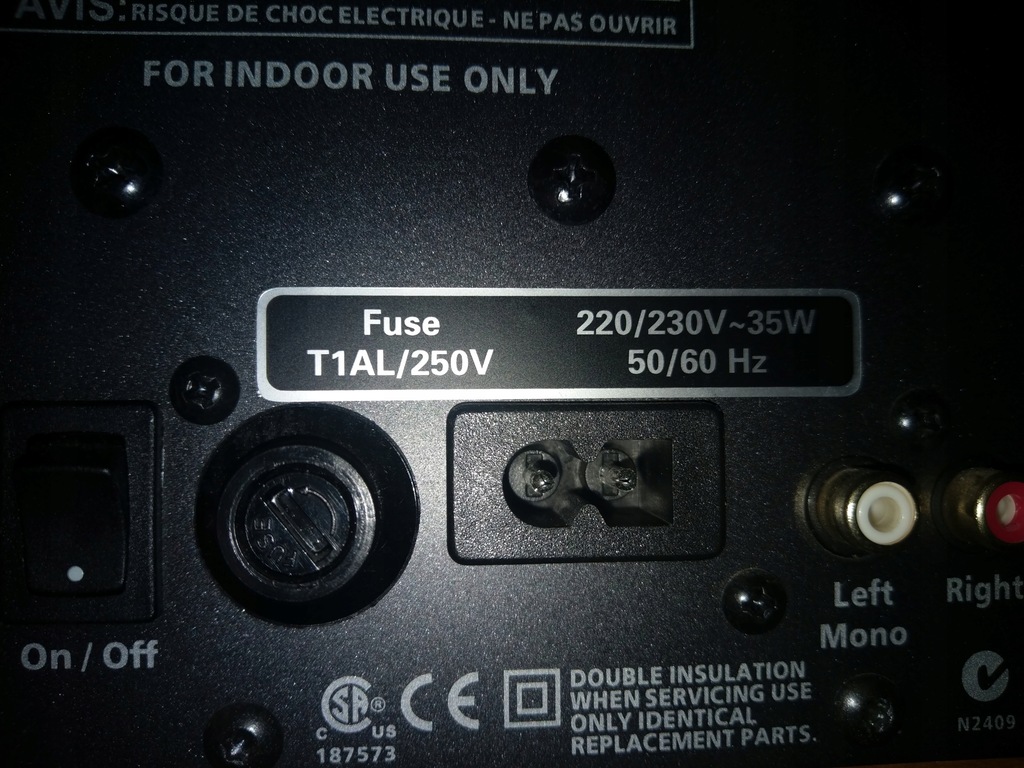 AVIS: RISQUE DE CHOC ELECTRIQUE - NE PAS OUVRIR
FOR INDOOR USE ONLY
Fuse
T1AL/250V
220/230V~35W
50/60 Hz
FUSE
On / Off
Left
Mono
Right
SA ®
C US
187573
CE
DOUBLE INSULATION
WHEN SERVICING USE
ONLY IDENTICAL
REPLACEMENT PARTS.
N2409